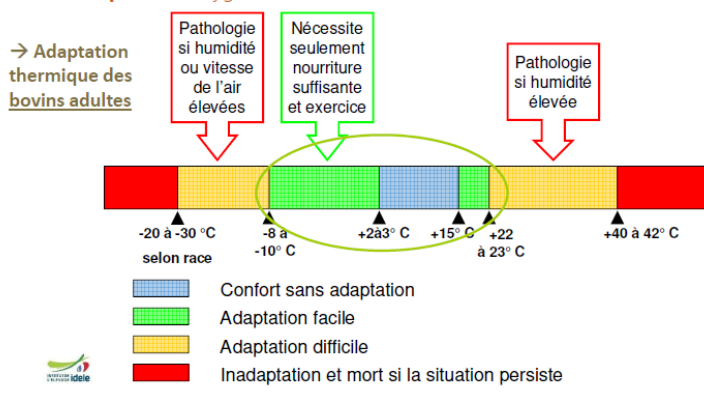 Pathologie
si humidité
ou vitesse
de l'air
élevées
Nécessite
seulement
nourriture
suffisante
et exercice
→ Adaptation
thermique des
bovins adultes
Pathologie
si humidité
élevée
-20 à -30 °C
selon race
-8 à
-10° C
+2à3° C
+15° C
+22
à 23° C
+40 à 42° C
Confort sans adaptation
Adaptation facile
Adaptation difficile
Inadaptation et mort si la situation persiste
idele